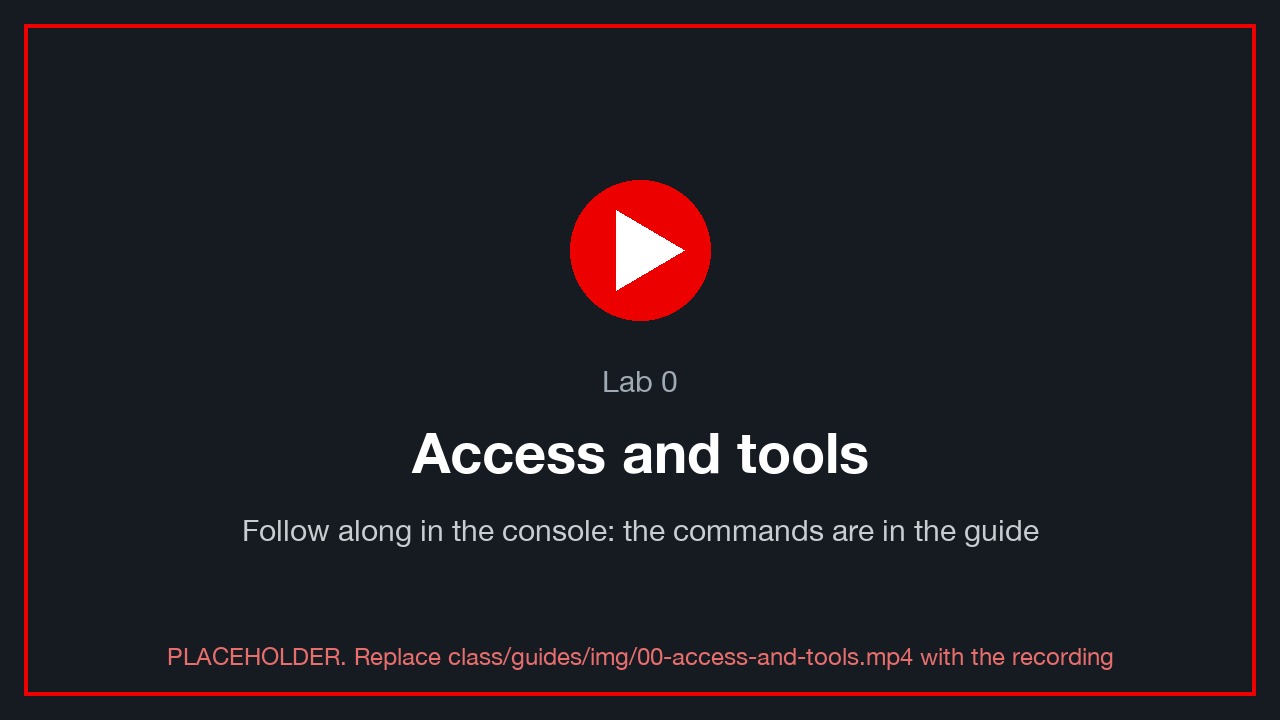 Lab 0
Access and tools
Follow along in the console: the commands are in the guide
PLACEHOLDER. Replace class/guides/img/00-access-and-tools.mp4 with the recording